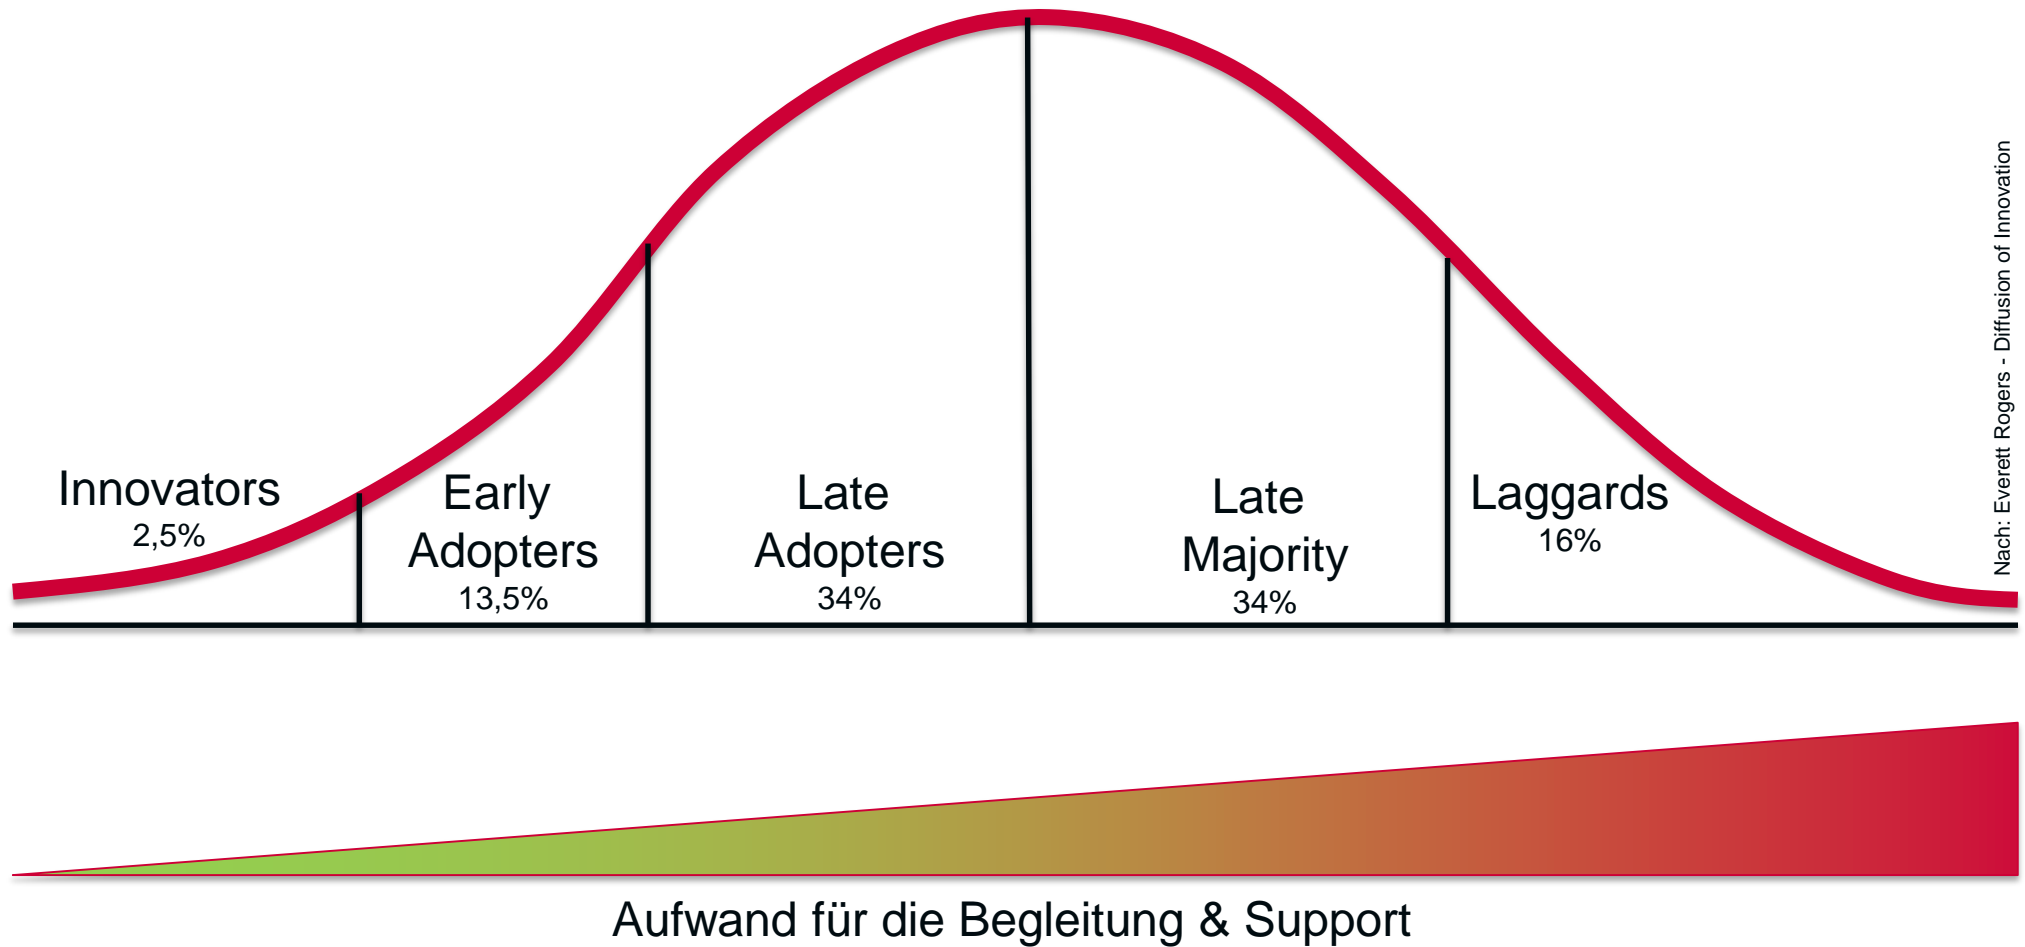 Innovators
2,5%
Early
Adopters
13,5%
Late
Adopters
34%
Late
Majority
34%
Laggards
16%
Nach: Everett Rogers - Diffusion of Innovation
Aufwand für die Begleitung & Support